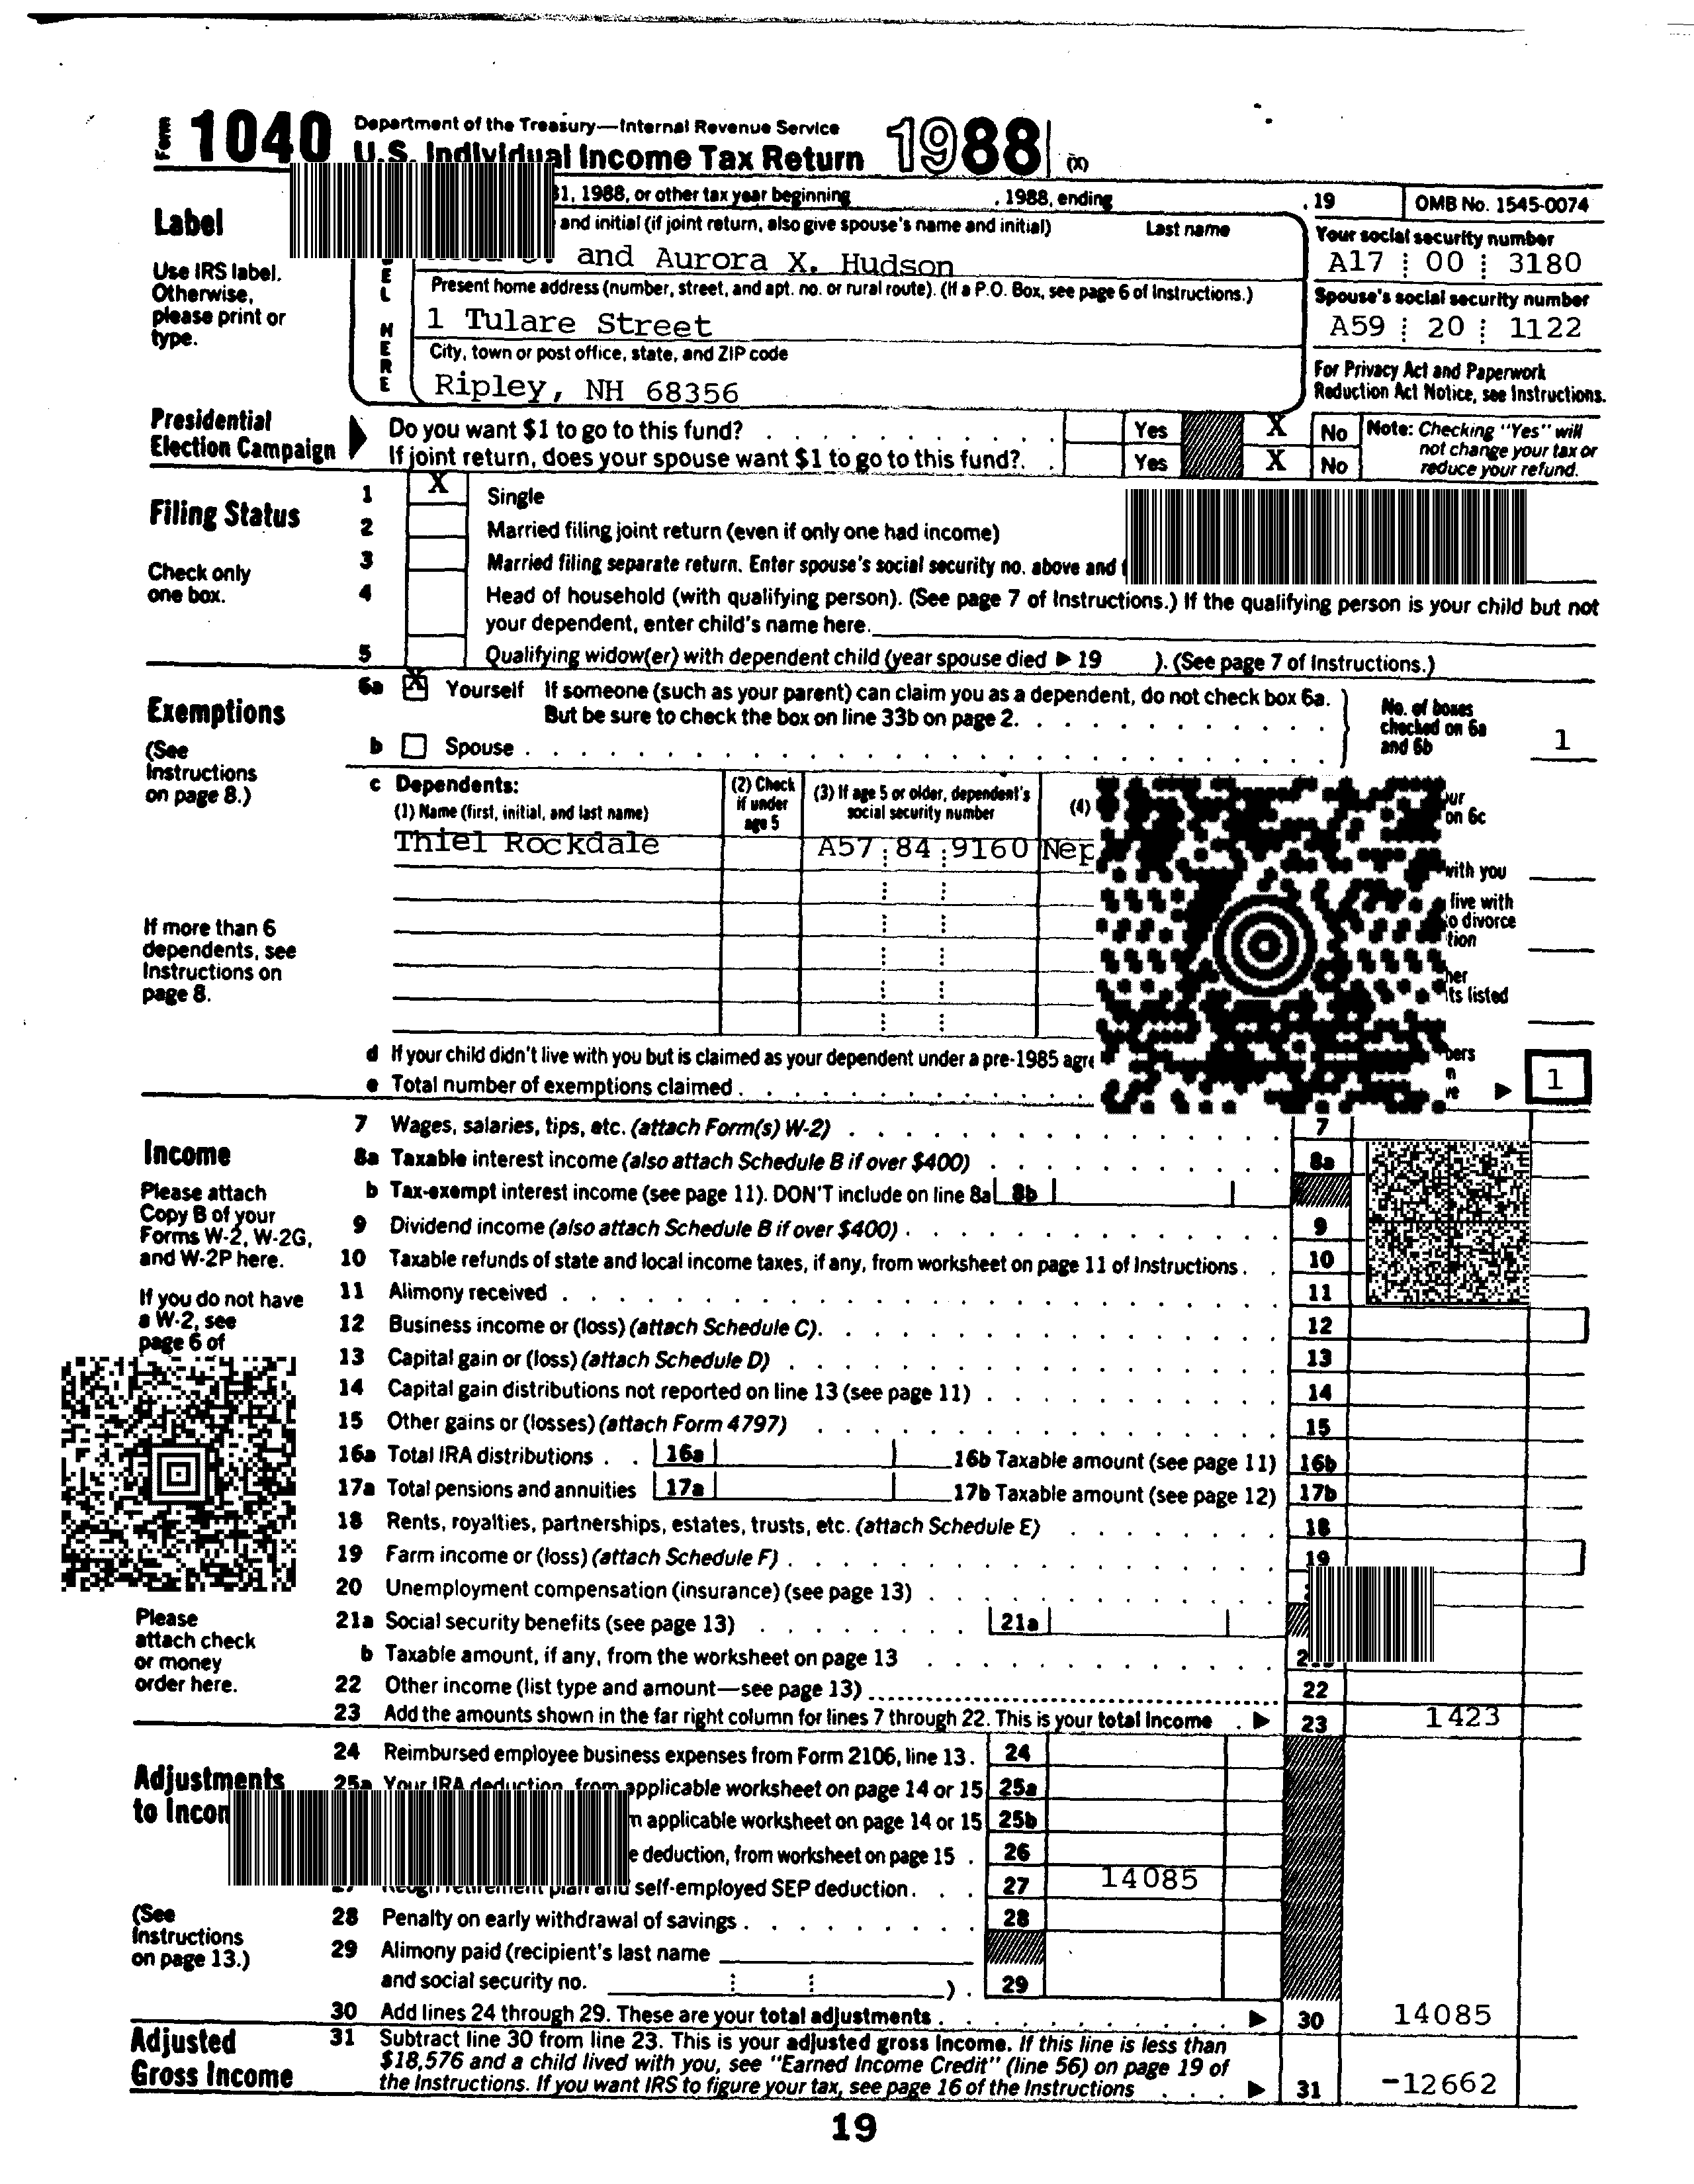 Form 1040 Department of the Treasury—Internal Revenue Service
U.S. Individual Income Tax Return 1988 (X)
31, 1988, or other tax year beginning , 1988, ending , 19 OMB No. 1545-0074
Label
Use IRS label.
Otherwise,
please print or
type.
HERE
and initial (if joint return, also give spouse's name and initial) Last name
and Aurora X. Hudson
Your social security number
A17 00 3180
Present home address (number, street, and apt. no. or rural route). (If a P.O. Box, see page 6 of Instructions.)
1 Tulare Street
Spouse's social security number
A59 20 1122
City, town or post office, state, and ZIP code
Ripley, NH 68356
For Privacy Act and Paperwork
Reduction Act Notice, see Instructions.
Presidential
Election Campaign
Do you want $1 to go to this fund? Yes X No
If joint return, does your spouse want $1 to go to this fund?. Yes X No
Note: Checking "Yes" will
not change your tax or
reduce your refund.
Filing Status
Check only
one box.
1 X Single
2 Married filing joint return (even if only one had income)
3 Married filing separate return. Enter spouse's social security no. above and
4 Head of household (with qualifying person). (See page 7 of Instructions.) If the qualifying person is your child but not
your dependent, enter child's name here.
5 Qualifying widow(er) with dependent child (year spouse died ▶ 19 ). (See page 7 of Instructions.)
Exemptions
(See
Instructions
on page 8.)
6a X Yourself If someone (such as your parent) can claim you as a dependent, do not check box 6a.
But be sure to check the box on line 33b on page 2.
b Spouse
No. of boxes
checked on 6a
and 6b 1
c Dependents:
(1) Name (first, initial, and last name)
(2) Check
if under
age 5
(3) If age 5 or older, dependent's
social security number
(4)
on 6c
Thiel Rockdale A57 84 9160 Nep
with you
live with
divorce
listed
If more than 6
dependents, see
Instructions on
page 8.
d If your child didn't live with you but is claimed as your dependent under a pre-1985
e Total number of exemptions claimed ▶ 1
Income
Please attach
Copy B of your
Forms W-2, W-2G,
and W-2P here.
If you do not have
a W-2, see
page 6 of
Please
attach check
or money
order here.
7 Wages, salaries, tips, etc. (attach Form(s) W-2) 7
8a Taxable interest income (also attach Schedule B if over $400) 8a
b Tax-exempt interest income (see page 11). DON'T include on line 8a 8b
9 Dividend income (also attach Schedule B if over $400) 9
10 Taxable refunds of state and local income taxes, if any, from worksheet on page 11 of Instructions 10
11 Alimony received 11
12 Business income or (loss) (attach Schedule C) 12
13 Capital gain or (loss) (attach Schedule D) 13
14 Capital gain distributions not reported on line 13 (see page 11) 14
15 Other gains or (losses) (attach Form 4797) 15
16a Total IRA distributions 16a 16b Taxable amount (see page 11) 16b
17a Total pensions and annuities 17a 17b Taxable amount (see page 12) 17b
18 Rents, royalties, partnerships, estates, trusts, etc. (attach Schedule E) 18
19 Farm income or (loss) (attach Schedule F) 19
20 Unemployment compensation (insurance) (see page 13)
21a Social security benefits (see page 13) 21a
b Taxable amount, if any, from the worksheet on page 13
22 Other income (list type and amount—see page 13) 22
23 Add the amounts shown in the far right column for lines 7 through 22. This is your total income ▶ 23 1423
Adjustments
to
(See
Instructions
on page 13.)
24 Reimbursed employee business expenses from Form 2106, line 13 24
25a Your IRA deduction, from applicable worksheet on page 14 or 15 25a
applicable worksheet on page 14 or 15 25b
deduction, from worksheet on page 15 26
Keogh retirement plan and self-employed SEP deduction 27 14085
28 Penalty on early withdrawal of savings 28
29 Alimony paid (recipient's last name
and social security no. ) 29
30 Add lines 24 through 29. These are your total adjustments ▶ 30 14085
Adjusted
Gross Income
31 Subtract line 30 from line 23. This is your adjusted gross income. If this line is less than
$18,576 and a child lived with you, see "Earned Income Credit" (line 56) on page 19 of
the Instructions. If you want IRS to figure your tax, see page 16 of the Instructions ▶ 31 -12662
19